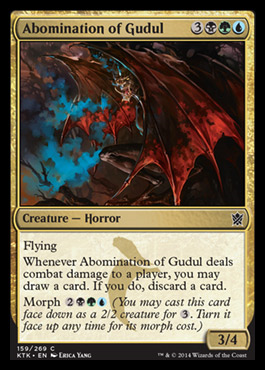 Abomination of Gudul 3
Creature — Horror
Flying
Whenever Abomination of Gudul deals
combat damage to a player, you may
draw a card. If you do, discard a card.
Morph 2 (You may cast this
card face down as a 2/2 creature for 3. Turn it
face up any time for its morph cost.)
3/4
159/269 C
KTK • EN Erica Yang ™ & © 2014 Wizards of the Coast